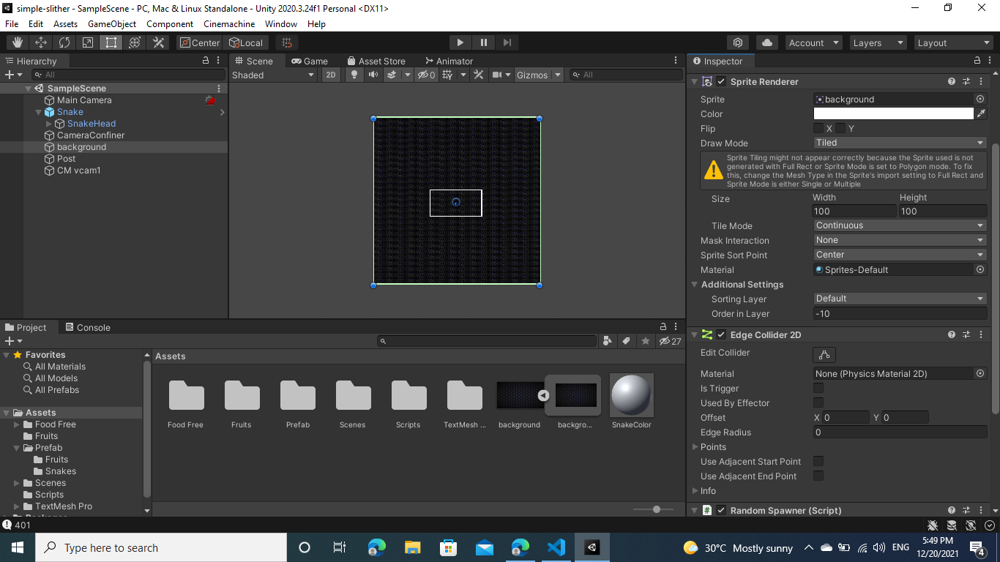 simple-slither - SampleScene - PC, Mac & Linux Standalone - Unity 2020.3.24f1 Personal <DX11>
File Edit Assets GameObject Component Cinemachine Window Help
Center Local Account Layers Layout
Hierarchy
All
SampleScene
Main Camera
Snake
SnakeHead
CameraConfiner
background
Post
CM vcam1
Scene Game Asset Store Animator
Shaded 2D 0 Gizmos All
Inspector
Sprite Renderer
Sprite background
Color
Flip X Y
Draw Mode Tiled
Sprite Tiling might not appear correctly because the Sprite used is not
generated with Full Rect or Sprite Mode is set to Polygon mode. To fix
this, change the Mesh Type in the Sprite's import setting to Full Rect and
Sprite Mode is either Single or Multiple
Size Width Height
100 100
Tile Mode Continuous
Mask Interaction None
Sprite Sort Point Center
Material Sprites-Default
Additional Settings
Sorting Layer Default
Order in Layer -10
Edge Collider 2D
Edit Collider
Material None (Physics Material 2D)
Is Trigger
Used By Effector
Offset X 0 Y 0
Edge Radius 0
Points
Use Adjacent Start Point
Use Adjacent End Point
Info
# Random Spawner (Script)
Project Console
27
Favorites
All Materials
All Models
All Prefabs
Assets
Food Free
Fruits
Prefab
Fruits
Snakes
Scenes
Scripts
TextMesh Pro
Assets
Food Free Fruits Prefab Scenes Scripts TextMesh ... background backgro... SnakeColor
401
Type here to search
30°C Mostly sunny ENG 5:49 PM
12/20/2021 4